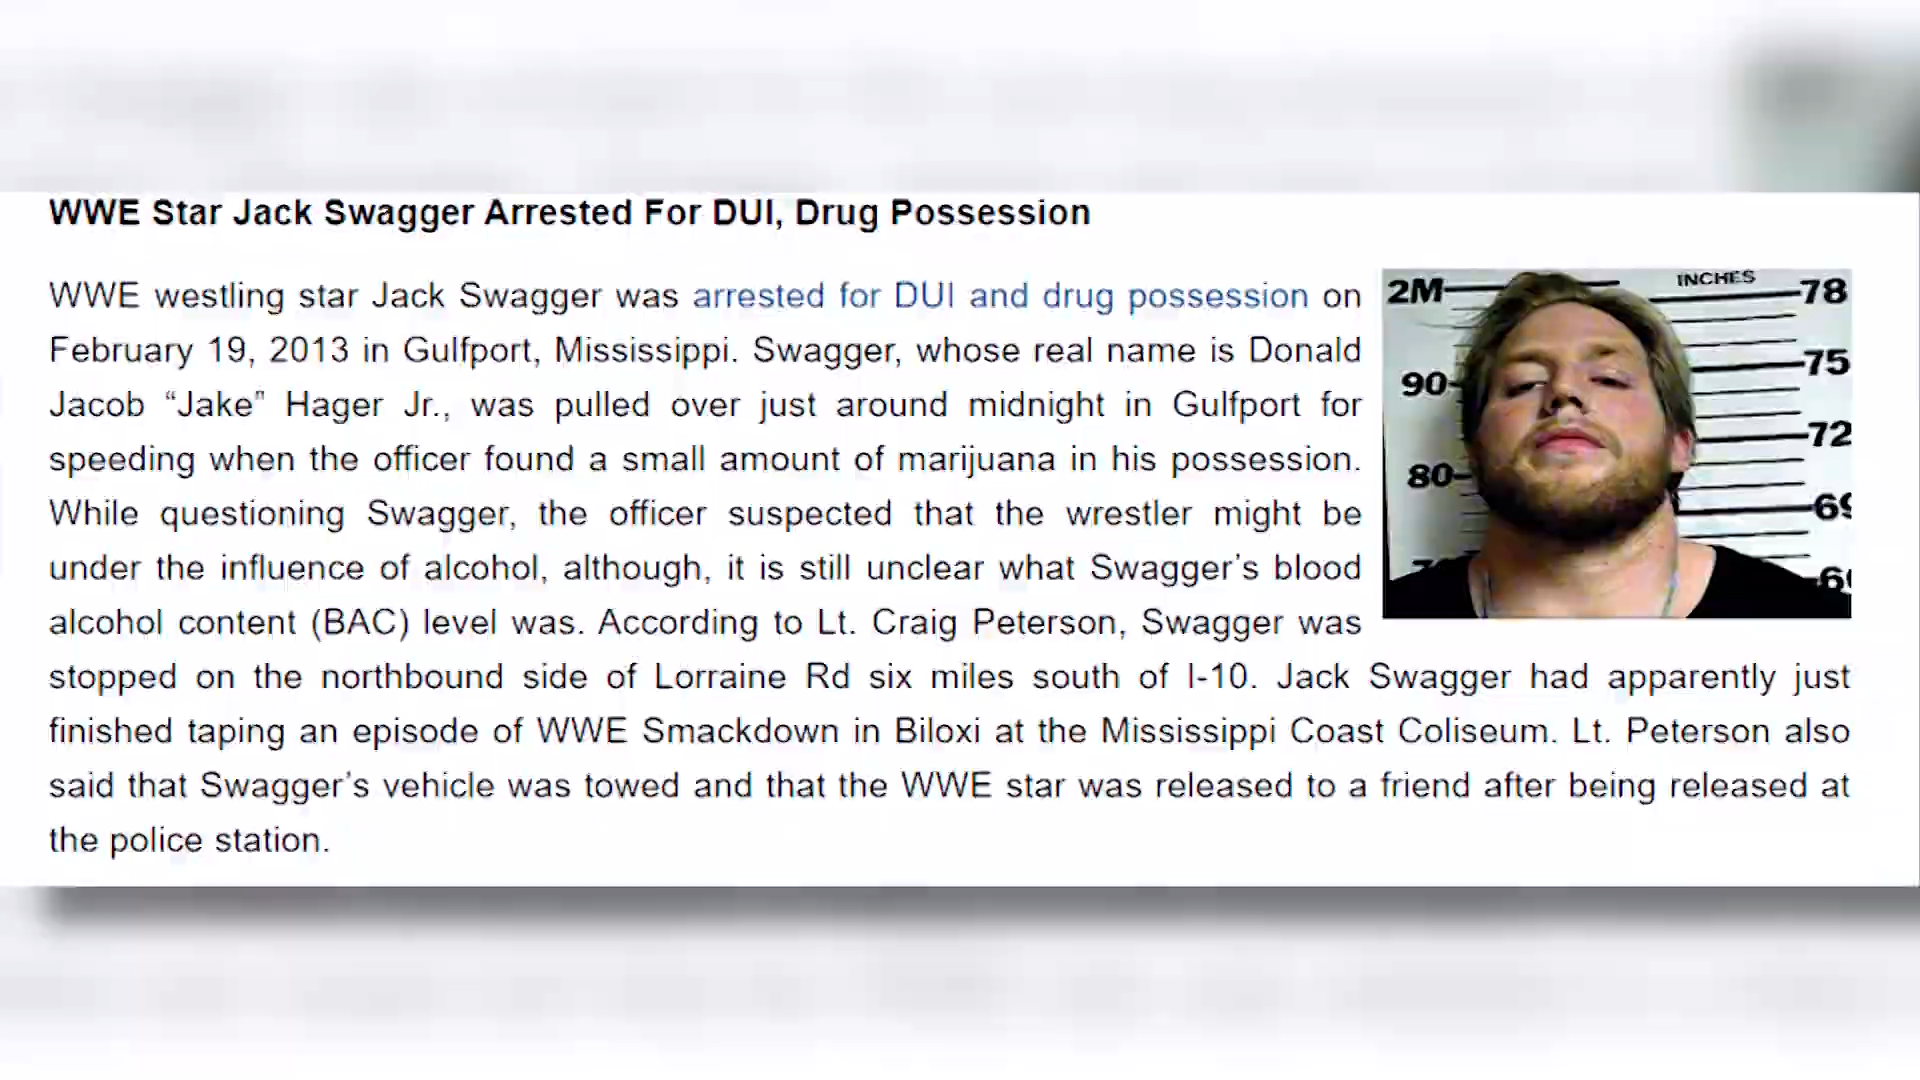 WWE Star Jack Swagger Arrested For DUI, Drug Possession
WWE westling star Jack Swagger was arrested for DUI and drug possession on
February 19, 2013 in Gulfport, Mississippi. Swagger, whose real name is Donald
Jacob “Jake” Hager Jr., was pulled over just around midnight in Gulfport for
speeding when the officer found a small amount of marijuana in his possession.
While questioning Swagger, the officer suspected that the wrestler might be
under the influence of alcohol, although, it is still unclear what Swagger’s blood
alcohol content (BAC) level was. According to Lt. Craig Peterson, Swagger was
stopped on the northbound side of Lorraine Rd six miles south of I-10. Jack Swagger had apparently just
finished taping an episode of WWE Smackdown in Biloxi at the Mississippi Coast Coliseum. Lt. Peterson also
said that Swagger’s vehicle was towed and that the WWE star was released to a friend after being released at
the police station.
2M INCHES 78
75
90
72
80
69